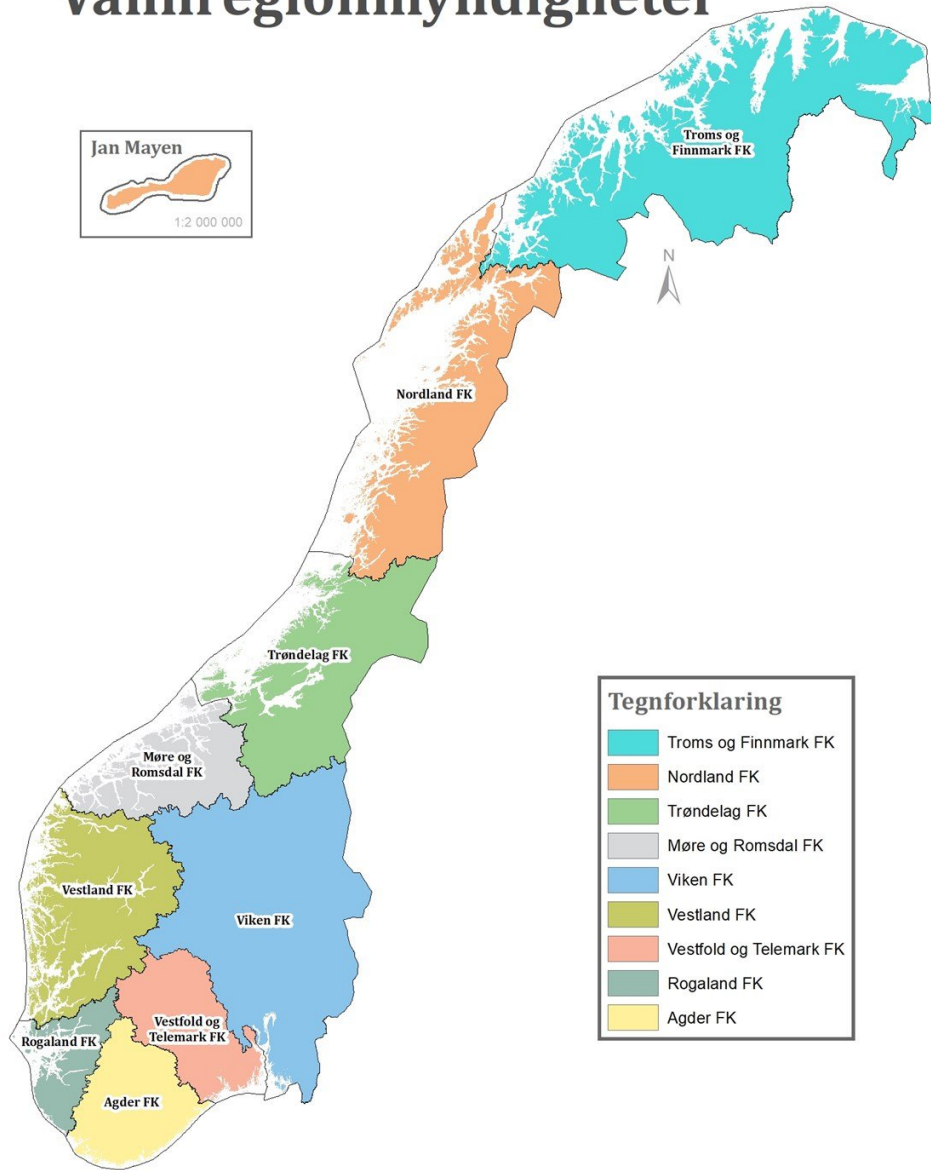 Vannregionmyndigheter
Jan Mayen
1:2 000 000
Troms og
Finnmark FK
N
Nordland FK
Trøndelag FK
Møre og
Romsdal FK
Vestland FK
Viken FK
Vestfold og
Telemark FK
Rogaland FK
Agder FK
Tegnforklaring
Troms og Finnmark FK
Nordland FK
Trøndelag FK
Møre og Romsdal FK
Viken FK
Vestland FK
Vestfold og Telemark FK
Rogaland FK
Agder FK